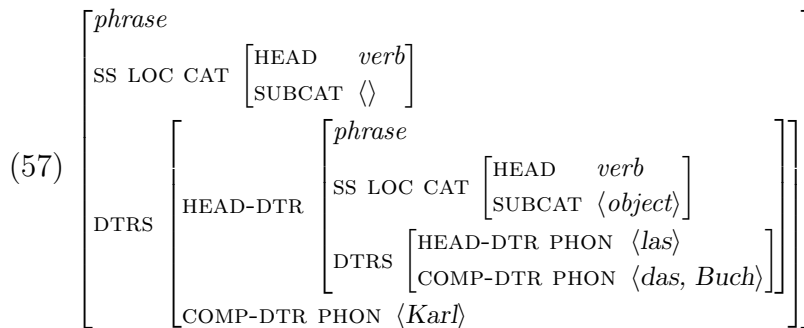 phrase
SS LOC CAT [HEAD verb
SUBCAT ⟨⟩]
phrase
SS LOC CAT [HEAD verb
(57) DTRS [HEAD-DTR
SUBCAT ⟨object⟩]
DTRS [HEAD-DTR PHON ⟨las⟩
COMP-DTR PHON ⟨das, Buch⟩]
COMP-DTR PHON ⟨Karl⟩